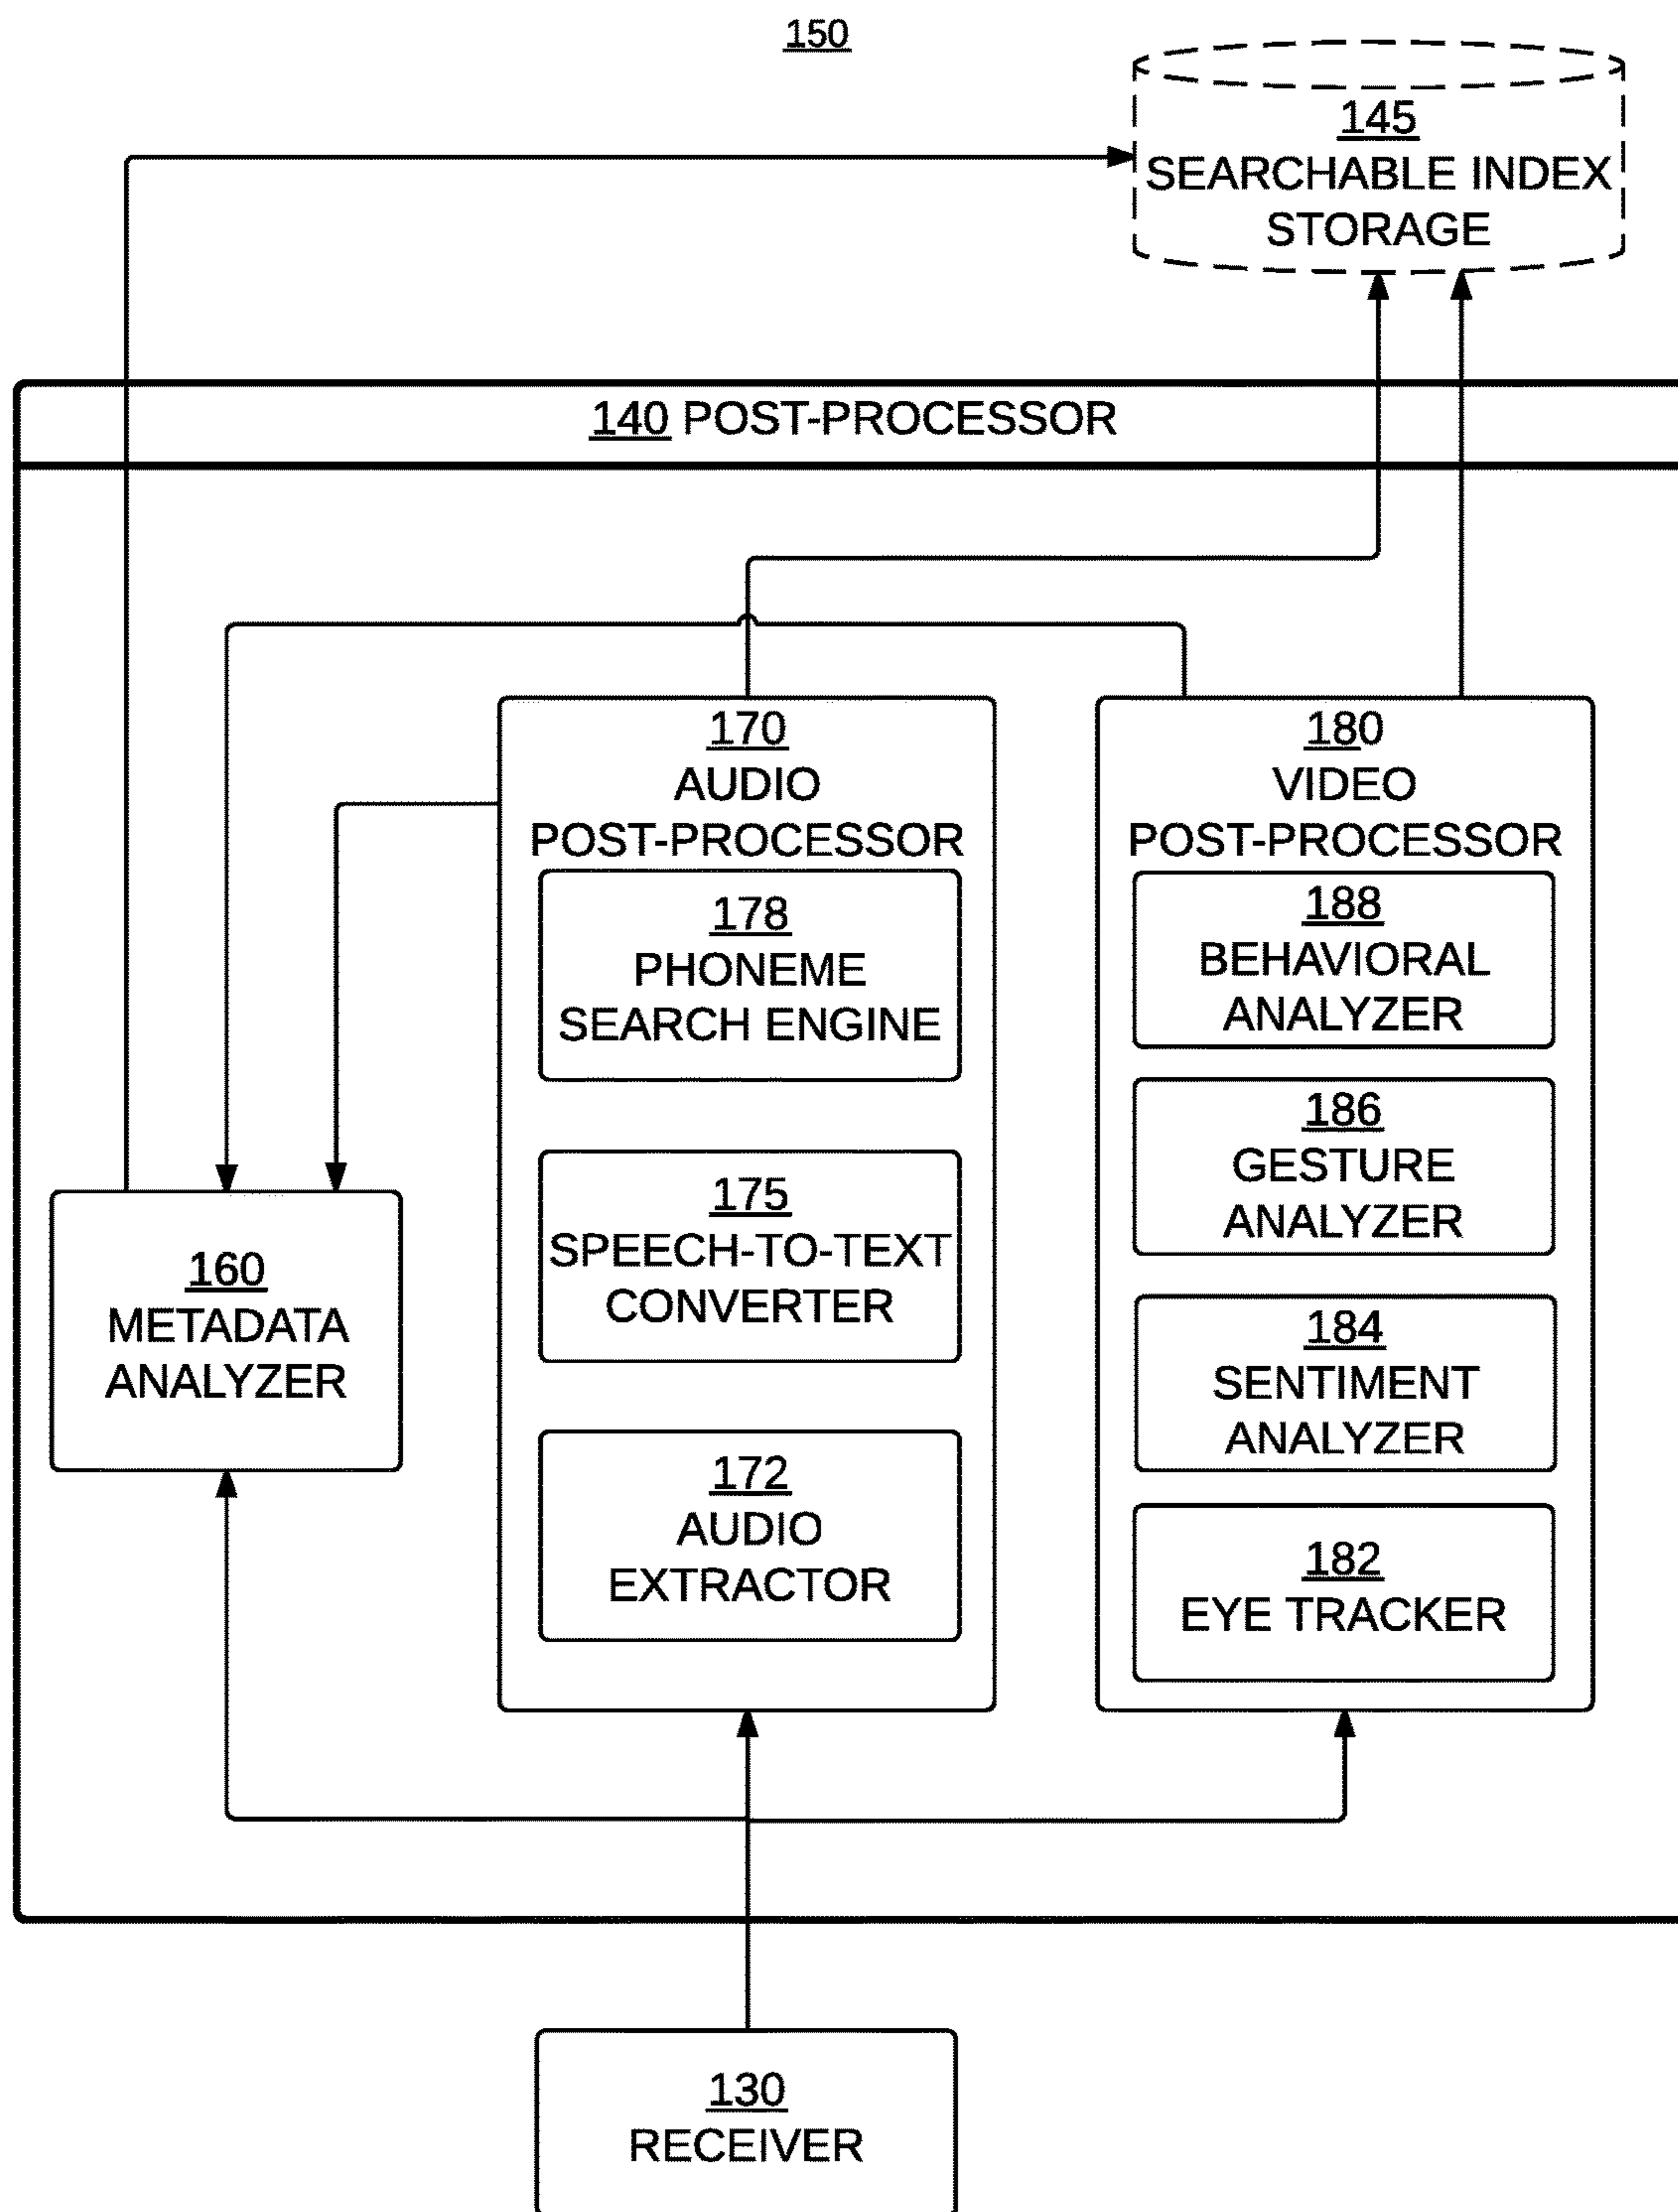 150
145
SEARCHABLE INDEX
STORAGE
140 POST-PROCESSOR
170
AUDIO
POST-PROCESSOR
178
PHONEME
SEARCH ENGINE
175
SPEECH-TO-TEXT
CONVERTER
172
AUDIO
EXTRACTOR
180
VIDEO
POST-PROCESSOR
188
BEHAVIORAL
ANALYZER
186
GESTURE
ANALYZER
184
SENTIMENT
ANALYZER
182
EYE TRACKER
160
METADATA
ANALYZER
130
RECEIVER